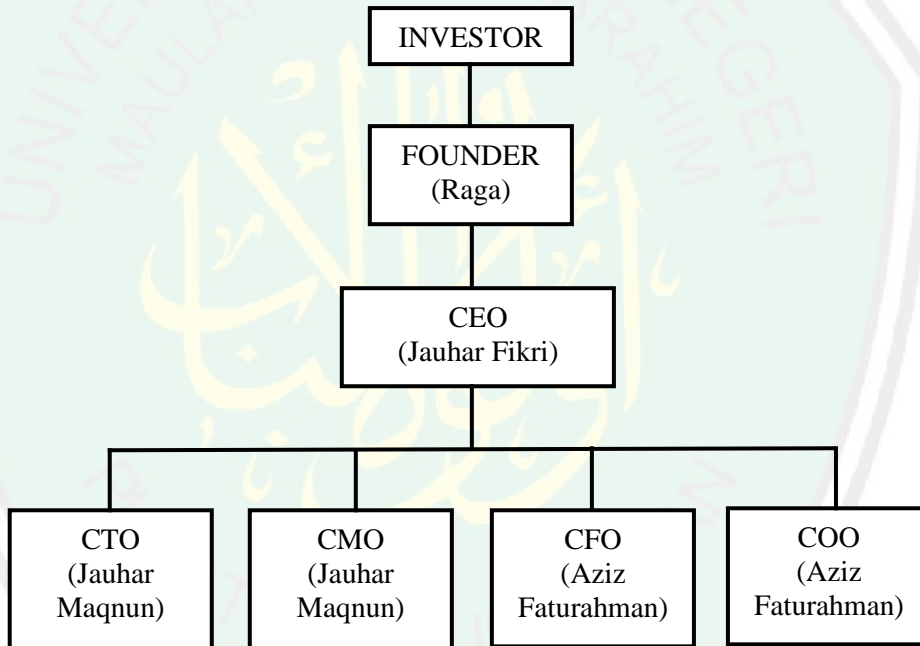 INVESTOR
FOUNDER
(Raga)
CEO
(Jauhar Fikri)
CTO
(Jauhar
Maqnun)
CMO
(Jauhar
Maqnun)
CFO
(Aziz
Faturahman)
COO
(Aziz
Faturahman)